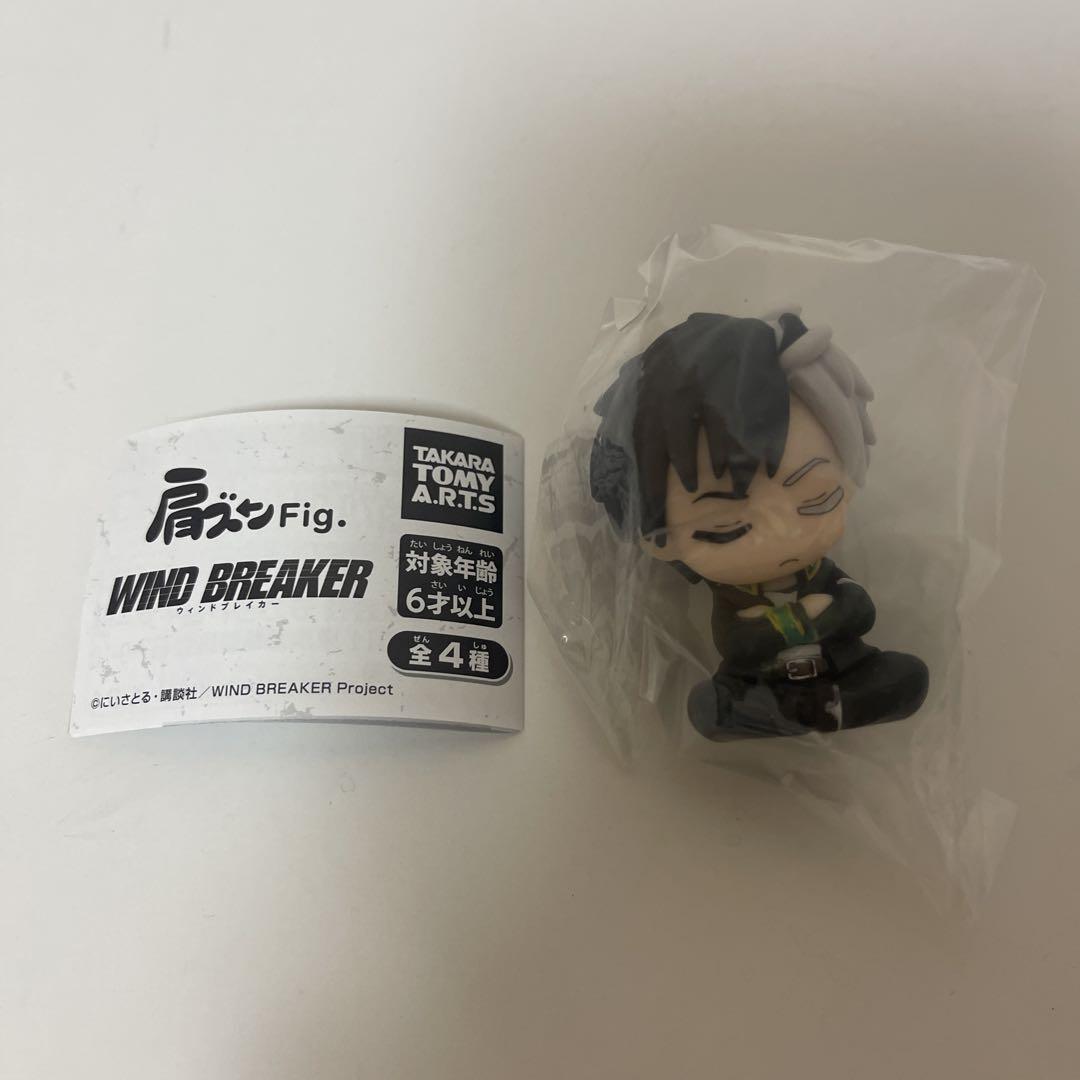 肩ズンFig.
WIND BREAKER
ウィンドブレイカー
©にいさとる・講談社／WIND BREAKER Project
TAKARA
TOMY
A.R.T.S
たいしょうねんれい
対象年齢
さい いじょう
6才以上
ぜん しゅ
全4種